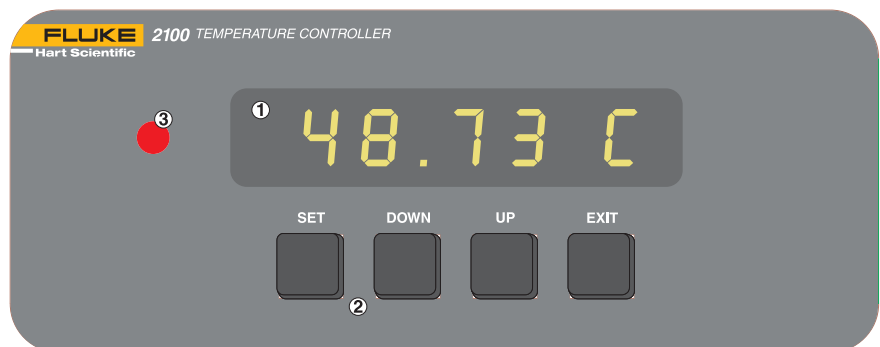 FLUKE 2100 TEMPERATURE CONTROLLER
Hart Scientific
③ ① 48.73 C
SET DOWN UP EXIT
②